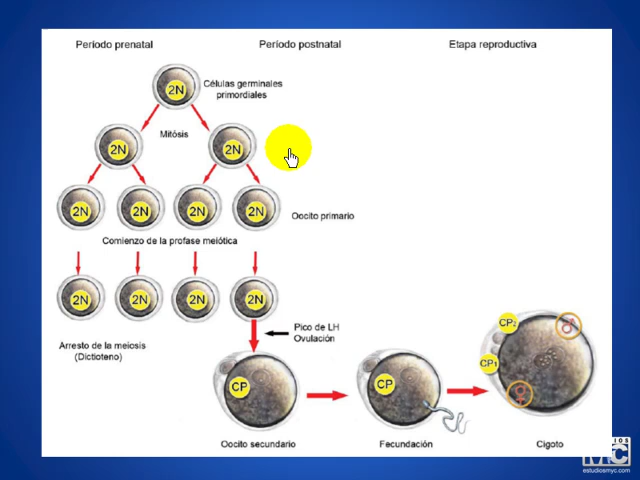 Período prenatal
Período postnatal
Etapa reproductiva
2N
Células germinales
primordiales
Mitósis
2N
2N
2N
2N
2N
2N
Oocito primario
Comienzo de la profase meiótica
2N
2N
2N
2N
Arresto de la meiosis
(Dictioteno)
Pico de LH
Ovulación
CP
CP
CP2
CP1
Oocito secundario
Fecundación
Cigoto
MC
estudiosmyc.com